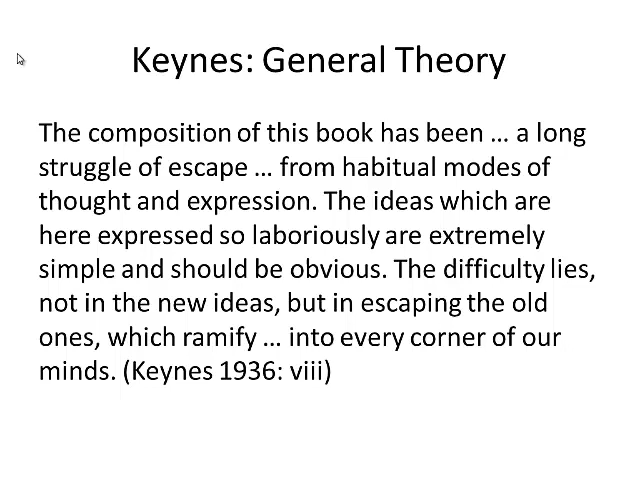 Keynes: General Theory
The composition of this book has been … a long
struggle of escape … from habitual modes of
thought and expression. The ideas which are
here expressed so laboriously are extremely
simple and should be obvious. The difficulty lies,
not in the new ideas, but in escaping the old
ones, which ramify … into every corner of our
minds. (Keynes 1936: viii)